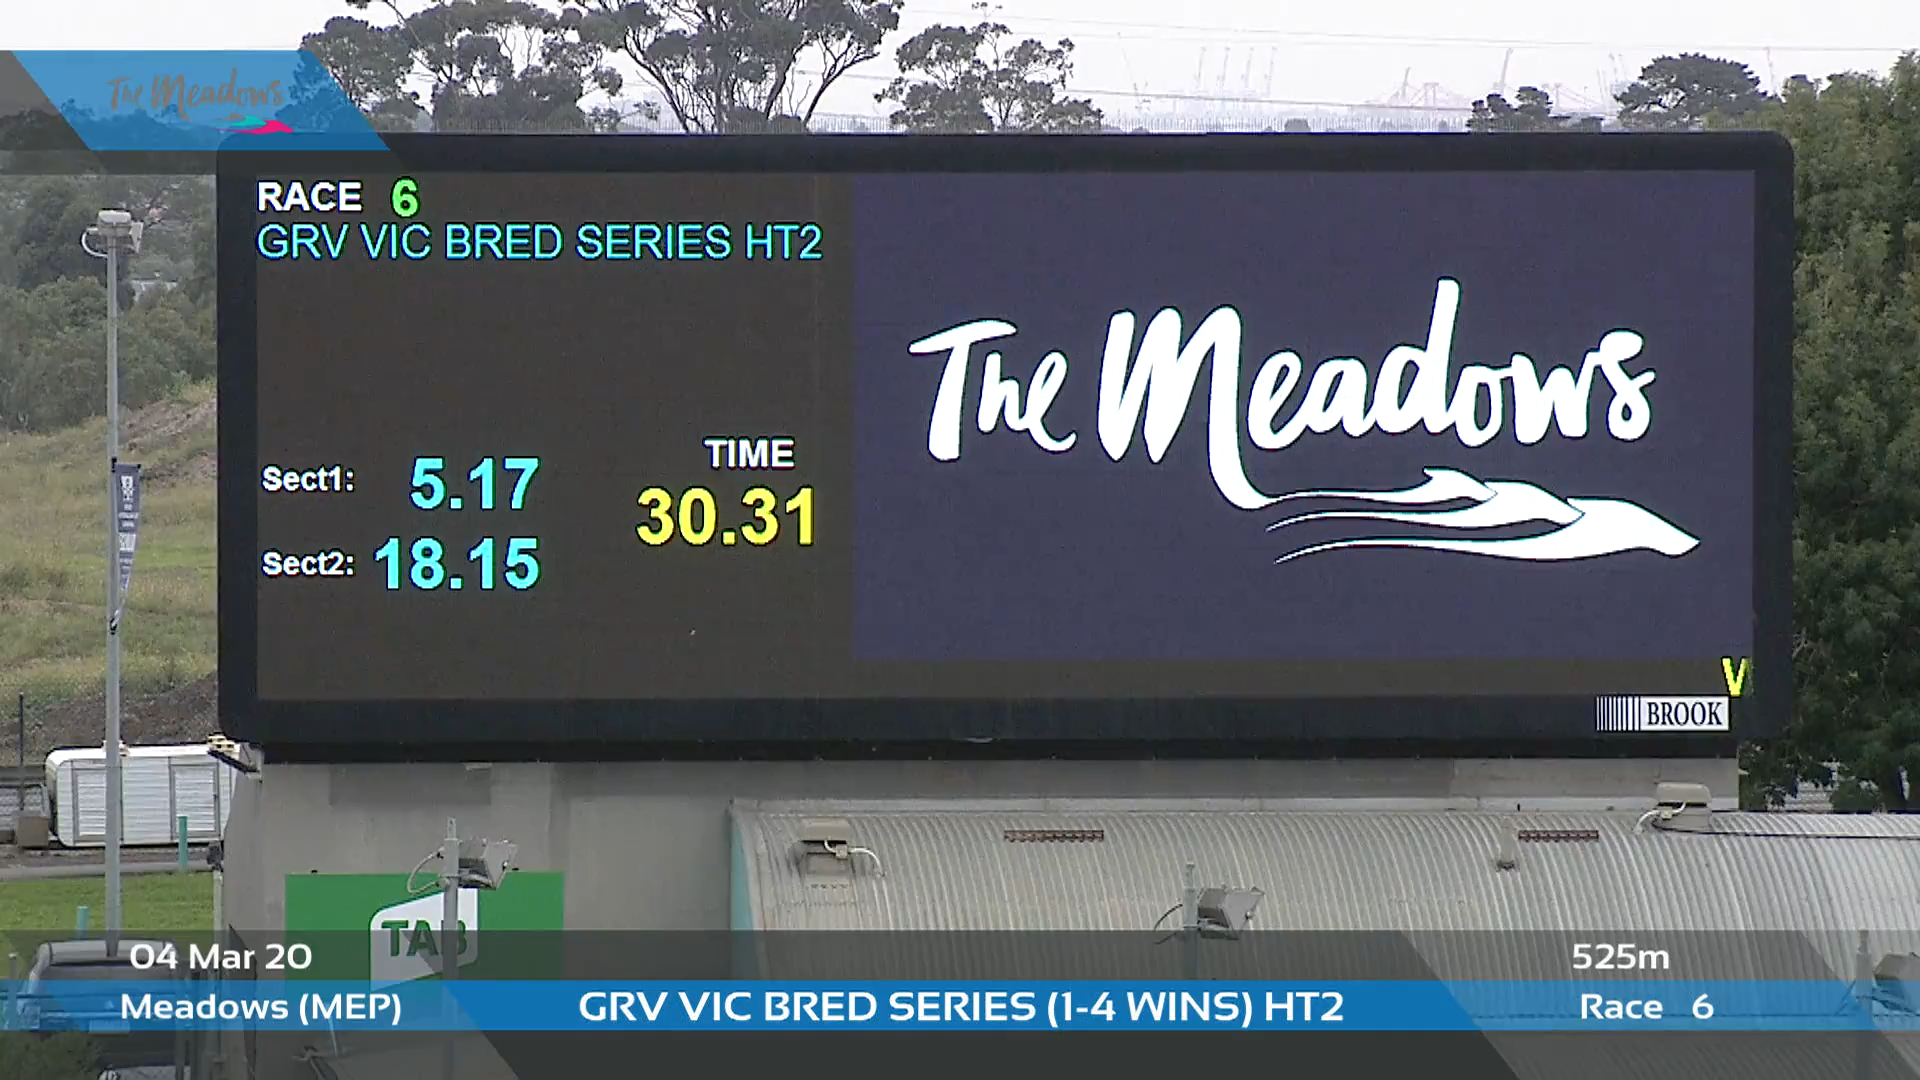 The Meadows
RACE 6
GRV VIC BRED SERIES HT2
The Meadows
TIME
Sect1: 5.17
30.31
Sect2: 18.15
V
BROOK
TAB
04 Mar 20
525m
Meadows (MEP)
GRV VIC BRED SERIES (1-4 WINS) HT2
Race 6